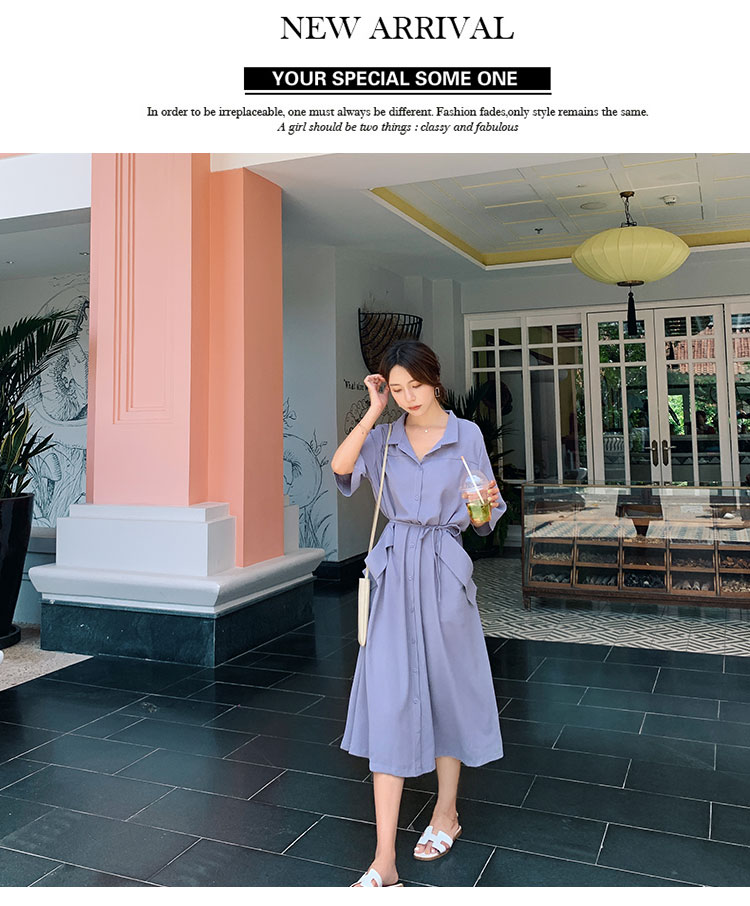 NEW ARRIVAL
YOUR SPECIAL SOME ONE
In order to be irreplaceable, one must always be different. Fashion fades,only style remains the same.
A girl should be two things : classy and fabulous